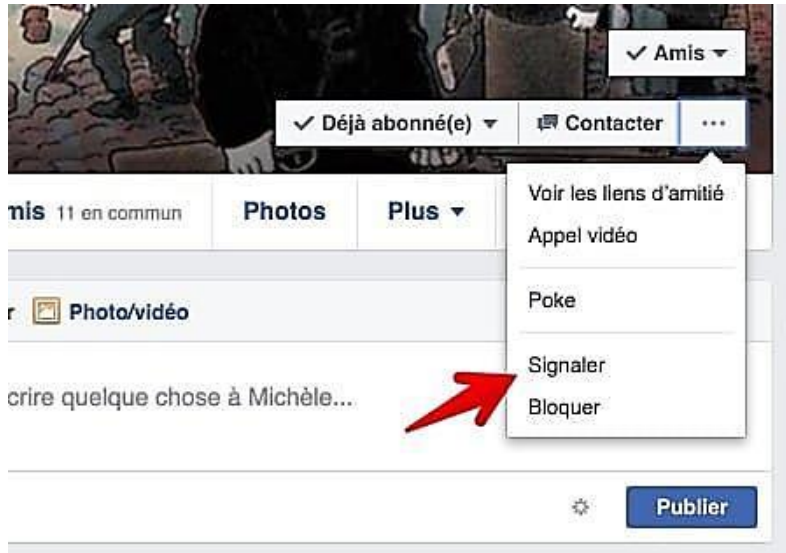 ✓ Amis ▾
✓ Déjà abonné(e) ▾ Contacter ...
Voir les liens d'amitié
Appel vidéo
Poke
Signaler
Bloquer
mis 11 en commun Photos Plus ▾
r Photo/vidéo
crire quelque chose à Michèle...
Publier